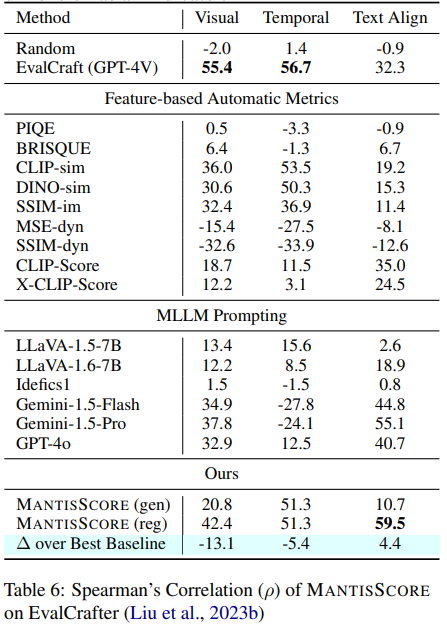 Method Visual Temporal Text Align
Random -2.0 1.4 -0.9
EvalCraft (GPT-4V) 55.4 56.7 32.3
Feature-based Automatic Metrics
PIQE 0.5 -3.3 -0.9
BRISQUE 6.4 -1.3 6.7
CLIP-sim 36.0 53.5 19.2
DINO-sim 30.6 50.3 15.3
SSIM-im 32.4 36.9 11.4
MSE-dyn -15.4 -27.5 -8.1
SSIM-dyn -32.6 -33.9 -12.6
CLIP-Score 18.7 11.5 35.0
X-CLIP-Score 12.2 3.1 24.5
MLLM Prompting
LLaVA-1.5-7B 13.4 15.6 2.6
LLaVA-1.6-7B 12.2 8.5 18.9
Idefics1 1.5 -1.5 0.8
Gemini-1.5-Flash 34.9 -27.8 44.8
Gemini-1.5-Pro 37.8 -24.1 55.1
GPT-4o 32.9 12.5 40.7
Ours
MANTISSCORE (gen) 20.8 51.3 10.7
MANTISSCORE (reg) 42.4 51.3 59.5
Δ over Best Baseline -13.1 -5.4 4.4
Table 6: Spearman's Correlation (ρ) of MANTISSCORE
on EvalCrafter (Liu et al., 2023b)